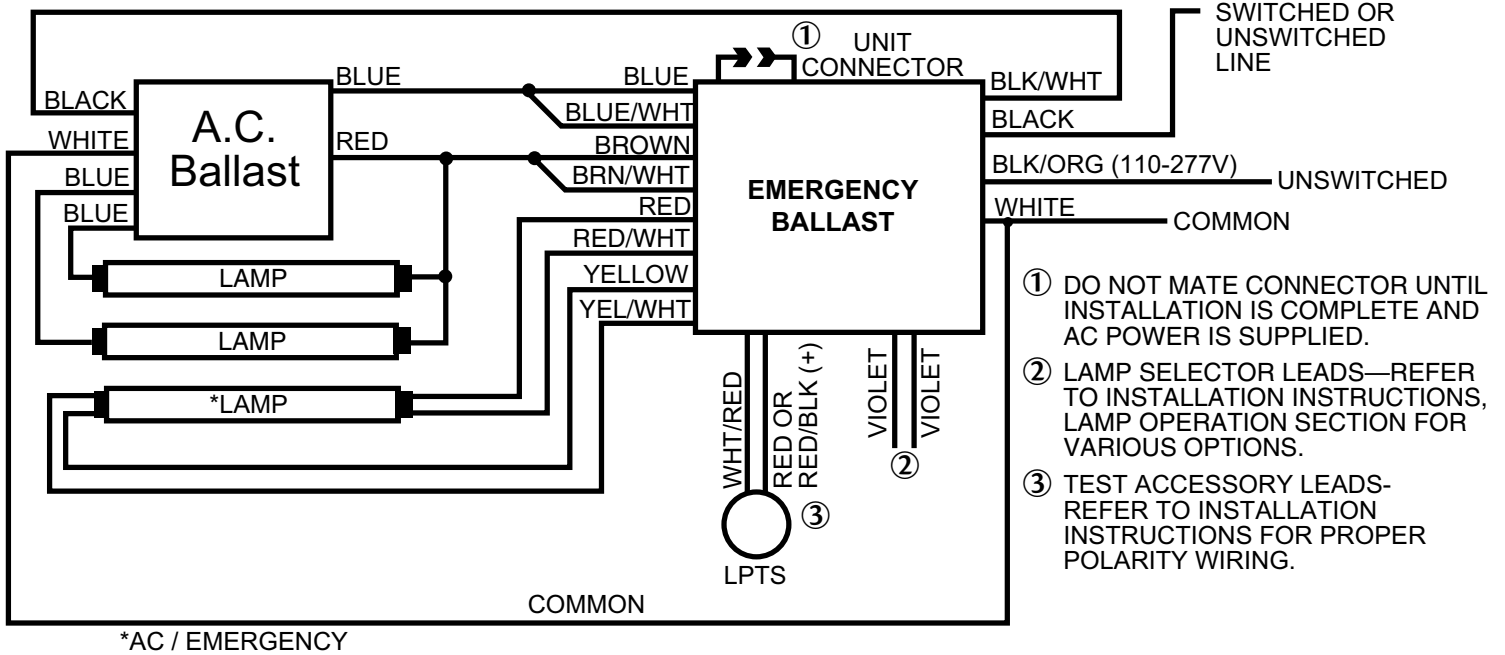 SWITCHED OR
UNSWITCHED
LINE
① UNIT
CONNECTOR
BLUE
BLUE
BLK/WHT
BLACK
A.C.
Ballast
BLUE/WHT
BLACK
WHITE
RED
BROWN
BLK/ORG (110-277V)
UNSWITCHED
BLUE
BRN/WHT
EMERGENCY
BALLAST
BLUE
RED
WHITE
COMMON
RED/WHT
LAMP
YELLOW
YEL/WHT
LAMP
*LAMP
① DO NOT MATE CONNECTOR UNTIL
INSTALLATION IS COMPLETE AND
AC POWER IS SUPPLIED.
② LAMP SELECTOR LEADS—REFER
TO INSTALLATION INSTRUCTIONS,
LAMP OPERATION SECTION FOR
VARIOUS OPTIONS.
③ TEST ACCESSORY LEADS-
REFER TO INSTALLATION
INSTRUCTIONS FOR PROPER
POLARITY WIRING.
WHT/RED
RED OR
RED/BLK (+)
VIOLET
VIOLET
②
③
LPTS
COMMON
*AC / EMERGENCY